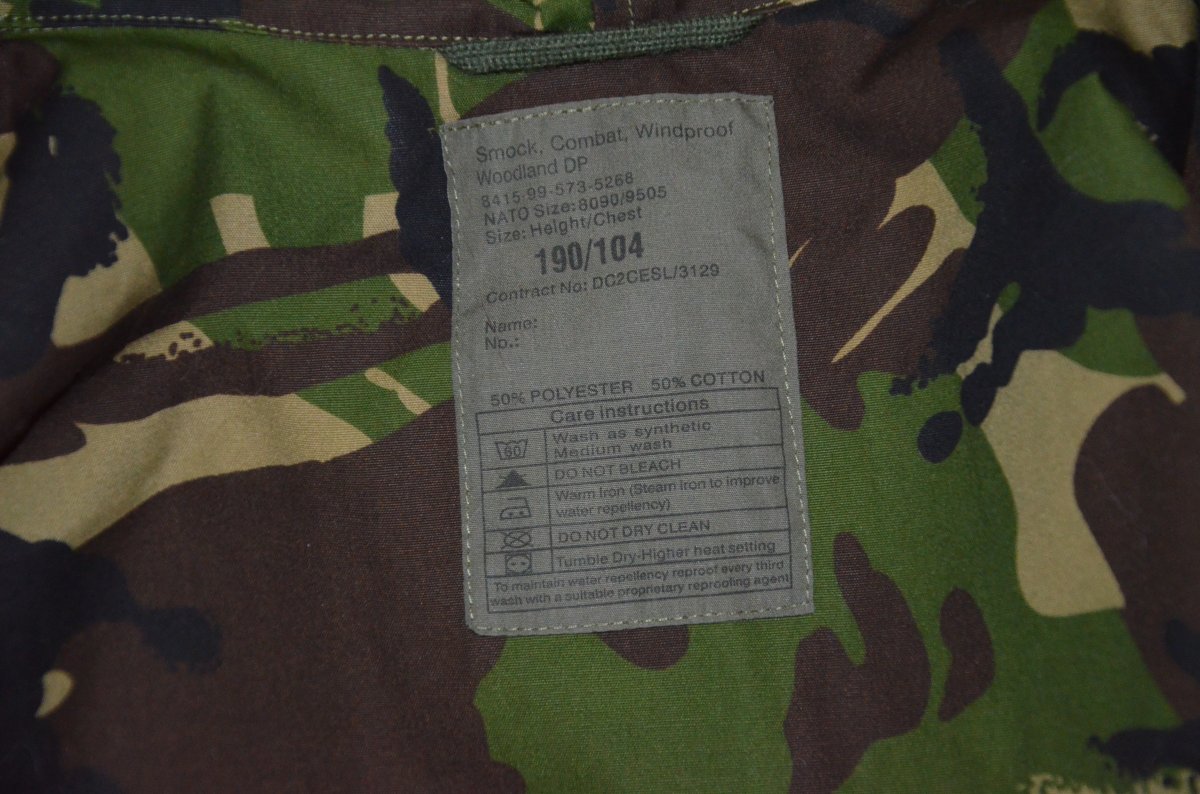 Smock, Combat, Windproof
Woodland DP
8415-99-573-5268
NATO Size: 8090/9505
Size: Height/Chest
190/104
Contract No: DC2CESL/3129
Name:
No.:
50% POLYESTER 50% COTTON
Care Instructions
60
Wash as synthetic
Medium wash
DO NOT BLEACH
Warm Iron (Steam iron to improve
water repellency)
DO NOT DRY CLEAN
Tumble Dry-Higher heat setting
To maintain water repellency reproof every third
wash with a suitable proprietary reproofing agent